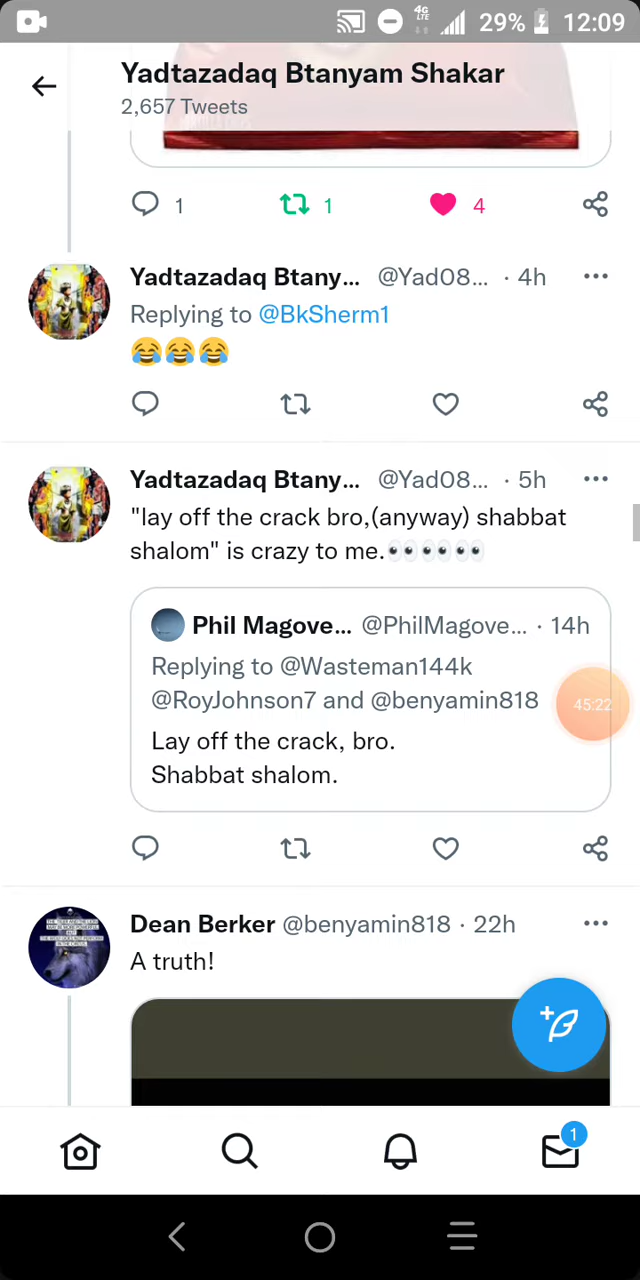 4G
LTE
29%
12:09
Yadtazadaq Btanyam Shakar
2,657 Tweets
1
1
4
Yadtazadaq Btany... @Yad08... · 4h
Replying to @BkSherm1
😂😂😂
Yadtazadaq Btany... @Yad08... · 5h
"lay off the crack bro,(anyway) shabbat
shalom" is crazy to me.👀👀👀
Phil Magove... @PhilMagove... · 14h
Replying to @Wasteman144k
@RoyJohnson7 and @benyamin818
45:22
Lay off the crack, bro.
Shabbat shalom.
Dean Berker @benyamin818 · 22h
A truth!
1